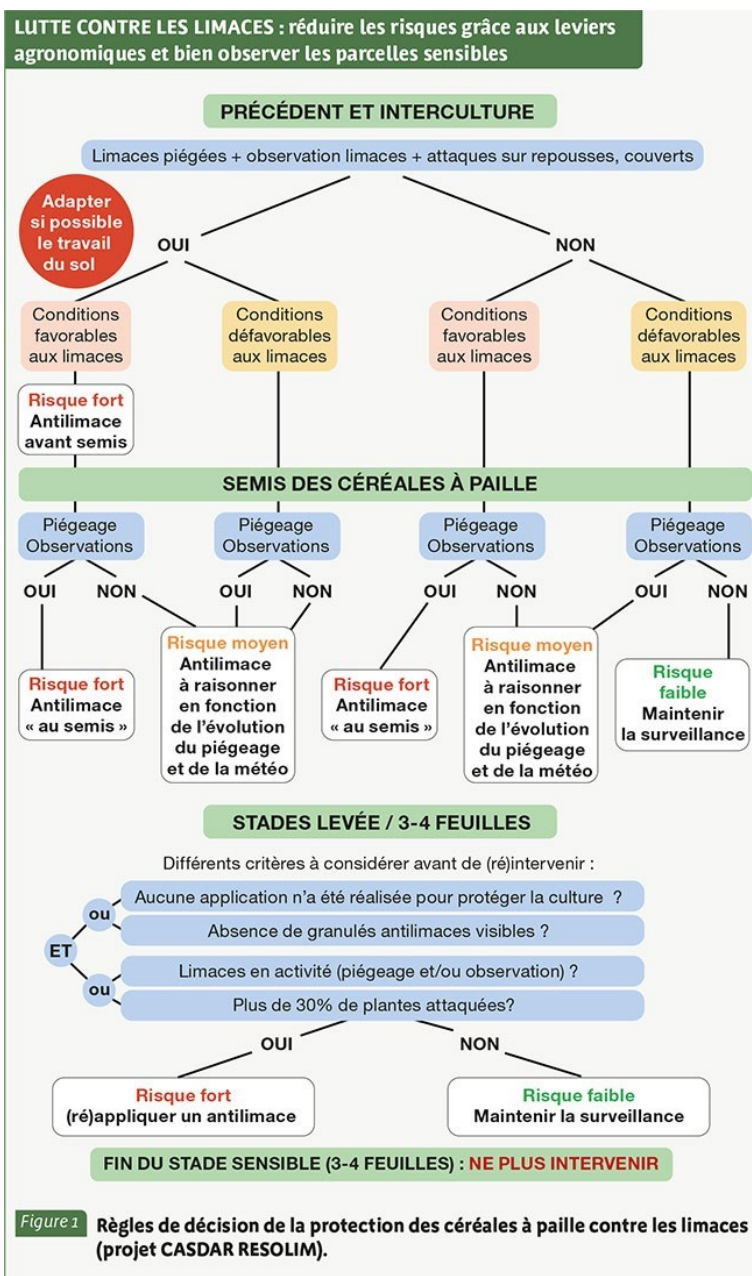 LUTTE CONTRE LES LIMACES : réduire les risques grâce aux leviers
agronomiques et bien observer les parcelles sensibles
PRÉCÉDENT ET INTERCULTURE
Limaces piégées + observation limaces + attaques sur repousses, couverts
Adapter
si possible
le travail
du sol
OUI
NON
Conditions
favorables
aux limaces
Conditions
défavorables
aux limaces
Conditions
favorables
aux limaces
Conditions
défavorables
aux limaces
Risque fort
Antilimace
avant semis
SEMIS DES CÉRÉALES À PAILLE
Piégeage
Observations
Piégeage
Observations
Piégeage
Observations
Piégeage
Observations
OUI
NON
OUI
NON
OUI
NON
OUI
NON
Risque fort
Antilimace
« au semis »
Risque moyen
Antilimace
à raisonner
en fonction
de l'évolution
du piégeage
et de la météo
Risque fort
Antilimace
« au semis »
Risque moyen
Antilimace
à raisonner
en fonction
de l'évolution
du piégeage
et de la météo
Risque
faible
Maintenir
la surveillance
STADES LEVÉE / 3-4 FEUILLES
Différents critères à considérer avant de (ré)intervenir :
Aucune application n'a été réalisée pour protéger la culture ?
ou
Absence de granulés antilimaces visibles ?
ET
Limaces en activité (piégeage et/ou observation) ?
ou
Plus de 30% de plantes attaquées?
OUI
NON
Risque fort
(ré)appliquer un antilimace
Risque faible
Maintenir la surveillance
FIN DU STADE SENSIBLE (3-4 FEUILLES) : NE PLUS INTERVENIR
Figure 1 Règles de décision de la protection des céréales à paille contre les limaces
(projet CASDAR RESOLIM).